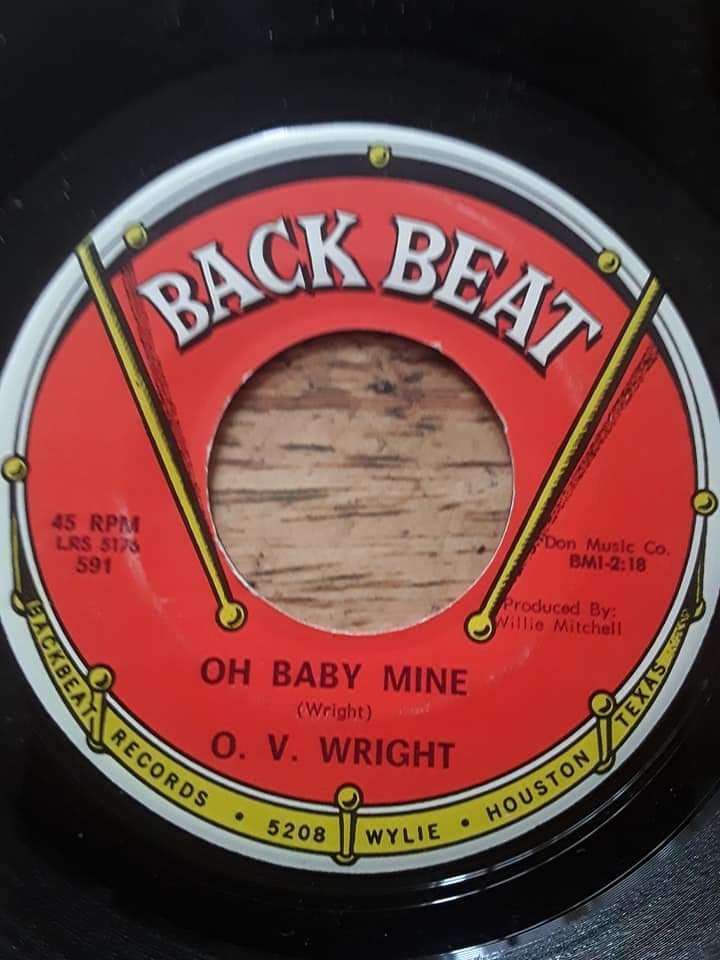 BACK BEAT
45 RPM
LRS 5176
591
Don Music Co.
BMI-2:18
Produced By:
Willie Mitchell
OH BABY MINE
(Wright)
O. V. WRIGHT
BACKBEAT RECORDS • 5208 WYLIE • HOUSTON TEXAS